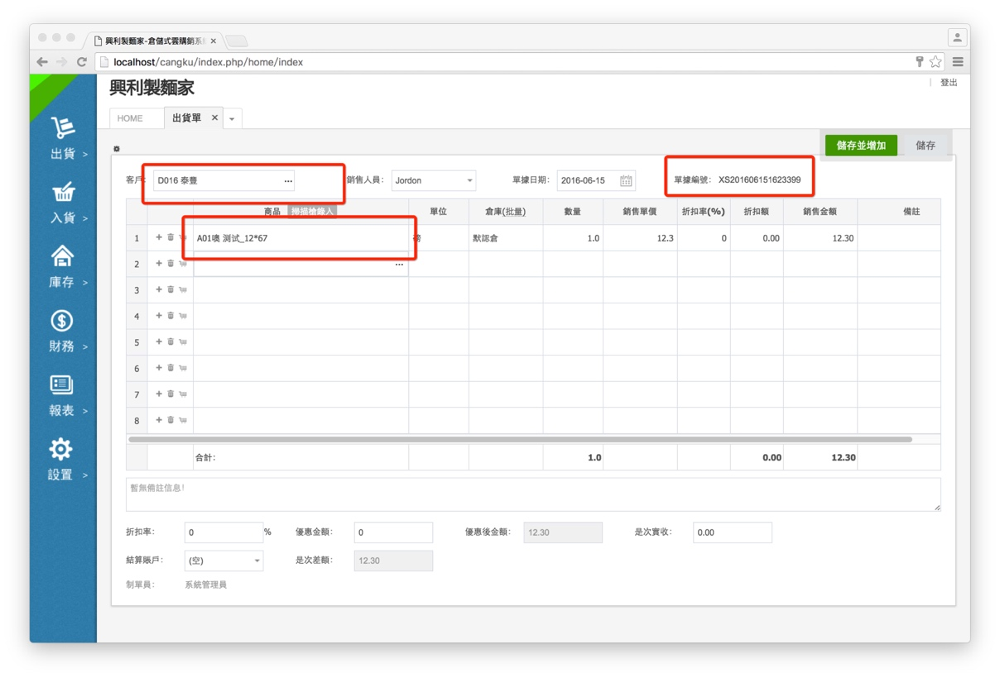 興利製麵家-倉儲式雲購銷系
localhost/cangku/index.php/home/index
興利製麵家
登出
HOME
出貨單
儲存並增加
儲存
出貨 >
入貨 >
庫存 >
財務 >
報表 >
設置 >
客戶:
D016 泰豐
...
銷售人員:
Jordon
單據日期:
2016-06-15
單據編號:
XS201606151623399
商品 掃描槍錄入 單位 倉庫(批量) 數量 銷售單價 折扣率(%) 折扣額 銷售金額 備註
1 A01噢 测试_12*67 磅 默認倉 1.0 12.3 0 0.00 12.30
2 ...
3
4
5
6
7
8
合計: 1.0 0.00 12.30
暫無備註信息!
折扣率: 0 % 優惠金額: 0 優惠後金額: 12.30 是次實收: 0.00
結算賬戶: (空) 是次差額: 12.30
制單員: 系統管理員